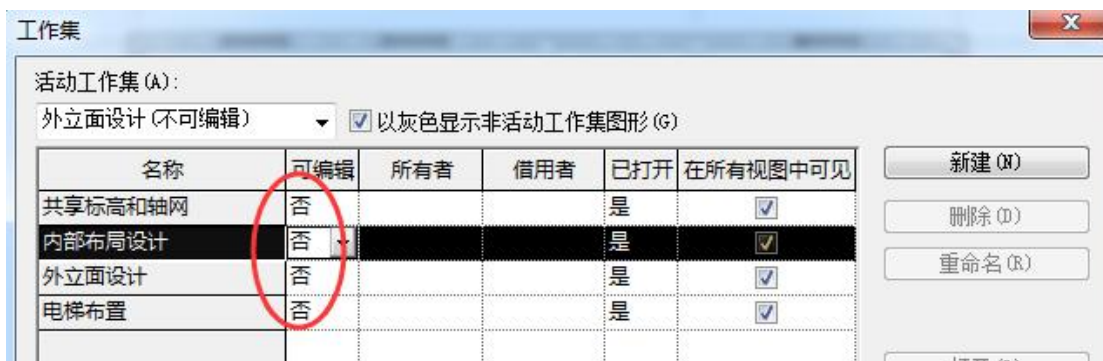 工作集
活动工作集(A):
外立面设计(不可编辑) 以灰色显示非活动工作集图形(G)
名称 可编辑 所有者 借用者 已打开 在所有视图中可见 新建(N)
共享标高和轴网 否 是 删除(D)
内部布局设计 否 是 重命名(R)
外立面设计 否 是
电梯布置 否 是